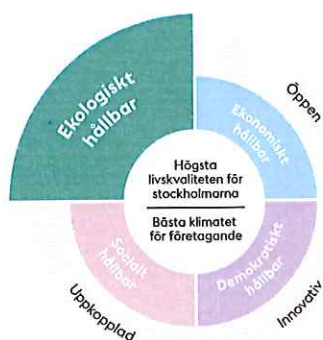 Ekologiskt
hållbar
Öppen
Ekonomiskt
hållbar
Högsta
livskvaliteten för
stockholmarna
Bästa klimatet
för företagande
Socialt
hållbar
Demokratiskt
hållbar
Uppkopplad
Innovativ